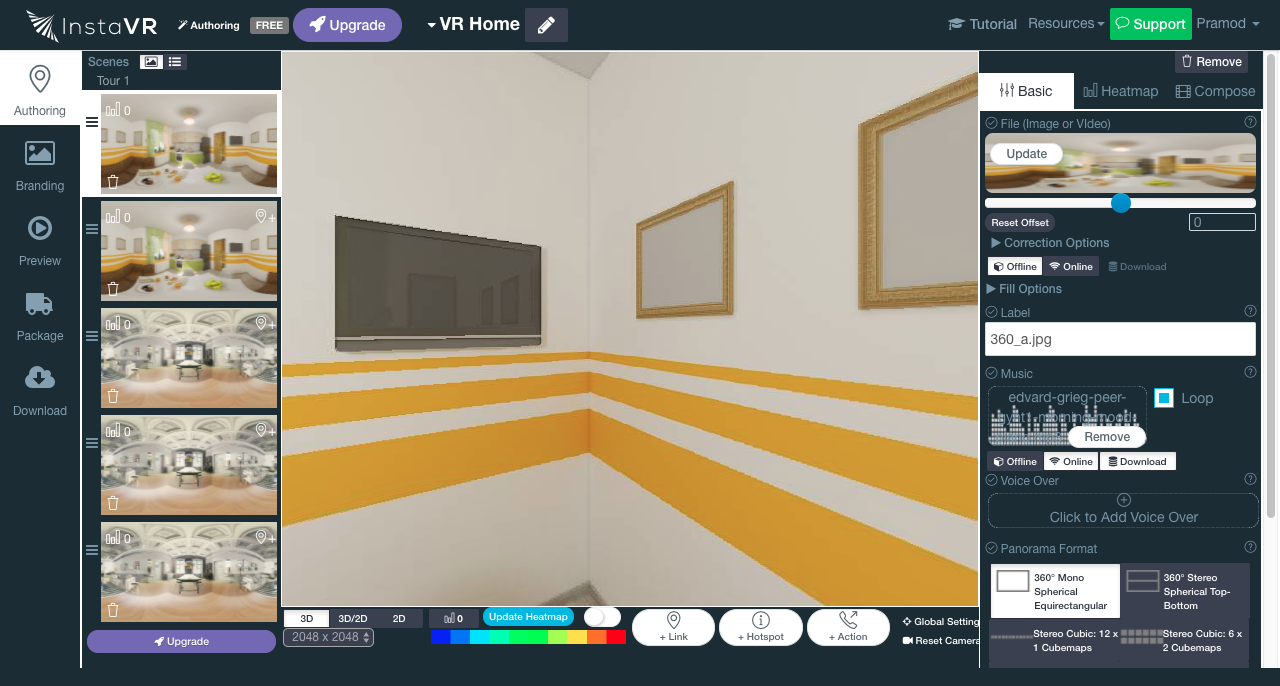 InstaVR
Authoring
FREE
Upgrade
VR Home
Tutorial
Resources
Support
Pramod
Authoring
Branding
Preview
Package
Download
Scenes
Tour 1
0
0
0
0
0
Upgrade
3D
3D/2D
2D
2048 x 2048
0
Update Heatmap
+ Link
+ Hotspot
+ Action
Global Setting
Reset Camera
Remove
Basic
Heatmap
Compose
File (Image or VIdeo)
Update
Reset Offset
0
Correction Options
Offline
Online
Download
Fill Options
Label
360_a.jpg
Music
edvard-grieg-peer-
Loop
Remove
Offline
Online
Download
Voice Over
Click to Add Voice Over
Panorama Format
360° Mono
Spherical
Equirectangular
360° Stereo
Spherical Top-
Bottom
Stereo Cubic: 12 x
1 Cubemaps
Stereo Cubic: 6 x
2 Cubemaps